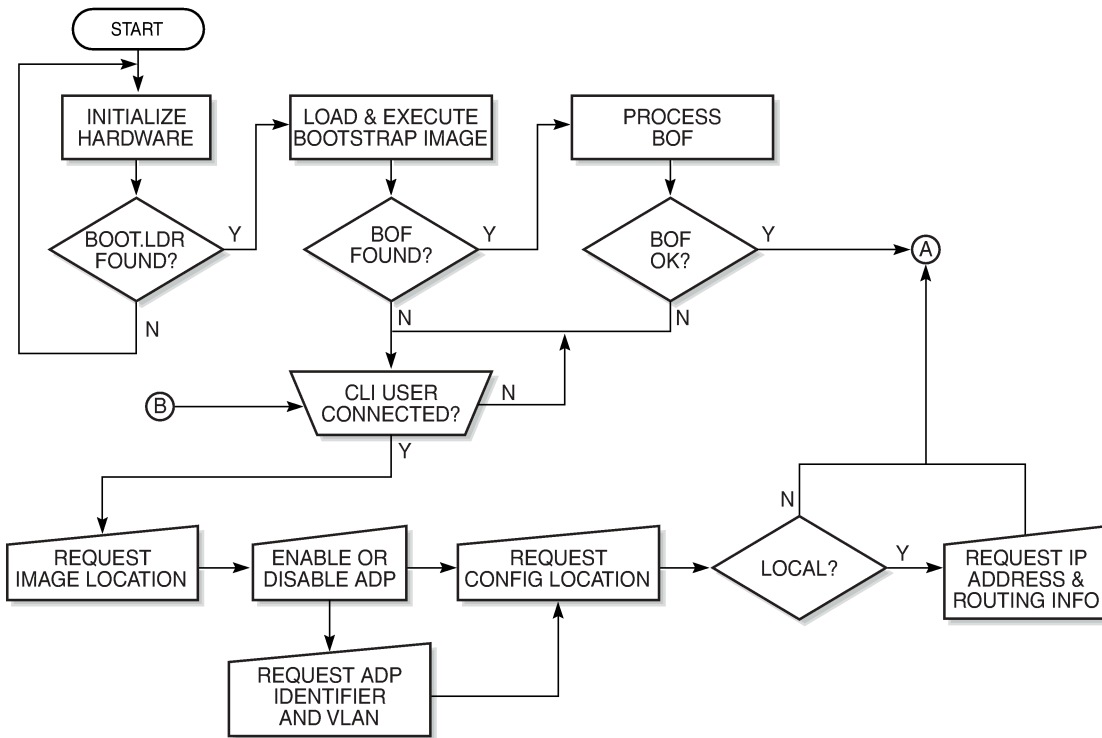 START
INITIALIZE
HARDWARE
LOAD & EXECUTE
BOOTSTRAP IMAGE
PROCESS
BOF
BOOT.LDR
FOUND?
Y
N
BOF
FOUND?
Y
N
BOF
OK?
Y
N
A
B
CLI USER
CONNECTED?
N
Y
REQUEST
IMAGE LOCATION
ENABLE OR
DISABLE ADP
REQUEST
CONFIG LOCATION
LOCAL?
N
Y
REQUEST IP
ADDRESS &
ROUTING INFO
REQUEST ADP
IDENTIFIER
AND VLAN